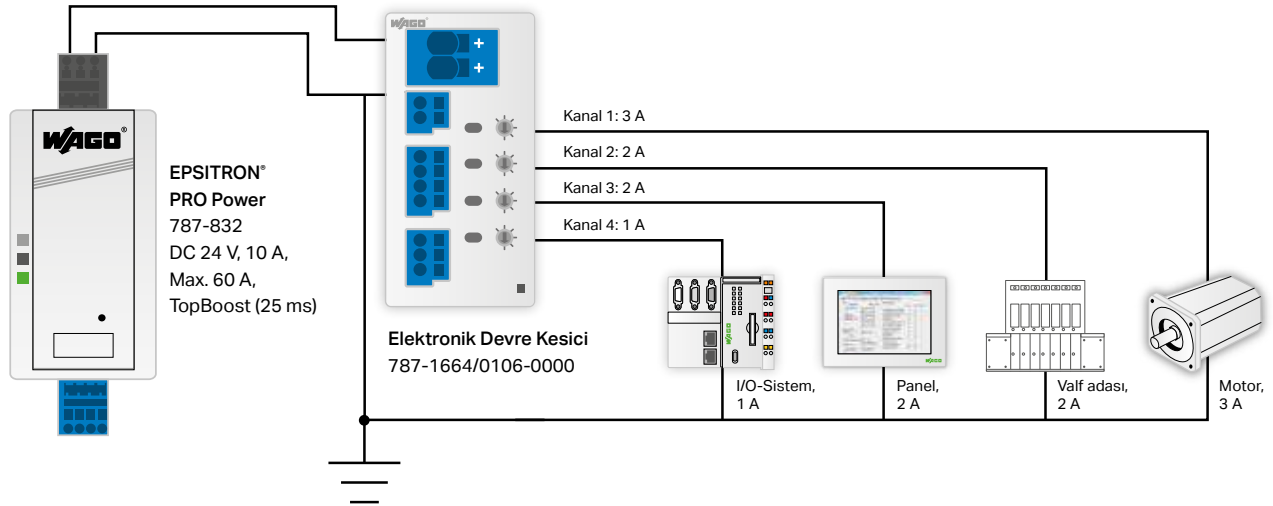 WAGO®
EPSITRON®
PRO Power
787-832
DC 24 V, 10 A,
Max. 60 A,
TopBoost (25 ms)
WAGO
+
+
Elektronik Devre Kesici
787-1664/0106-0000
Kanal 1: 3 A
Kanal 2: 2 A
Kanal 3: 2 A
Kanal 4: 1 A
WAGO
I/O-Sistem,
1 A
WAGO
Panel,
2 A
Valf adası,
2 A
Motor,
3 A